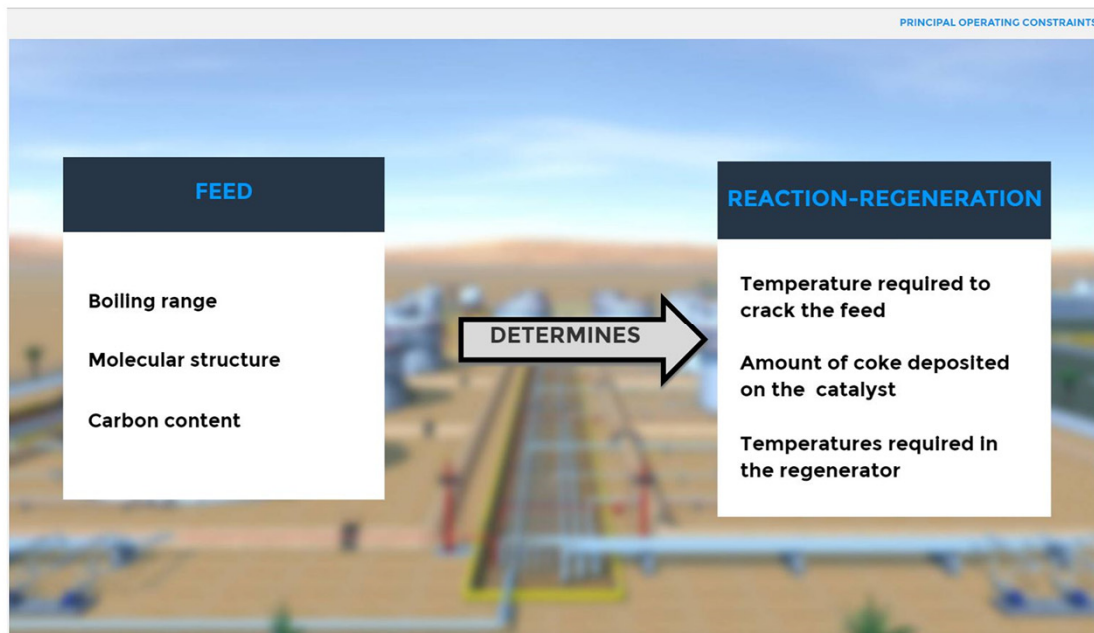 PRINCIPAL OPERATING CONSTRAINTS
FEED
Boiling range
Molecular structure
Carbon content
DETERMINES
REACTION-REGENERATION
Temperature required to
crack the feed
Amount of coke deposited
on the catalyst
Temperatures required in
the regenerator